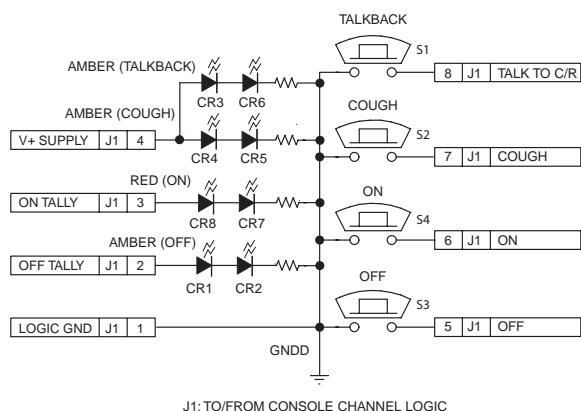 TALKBACK
S1
AMBER (TALKBACK)
8 J1 TALK TO C/R
CR3 CR6
AMBER (COUGH)
COUGH
S2
V+ SUPPLY J1 4
CR4 CR5
7 J1 COUGH
RED (ON)
ON TALLY J1 3
ON
CR8 CR7
S4
6 J1 ON
AMBER (OFF)
OFF TALLY J1 2
OFF
CR1 CR2
S3
LOGIC GND J1 1
5 J1 OFF
GNDD
J1: TO/FROM CONSOLE CHANNEL LOGIC